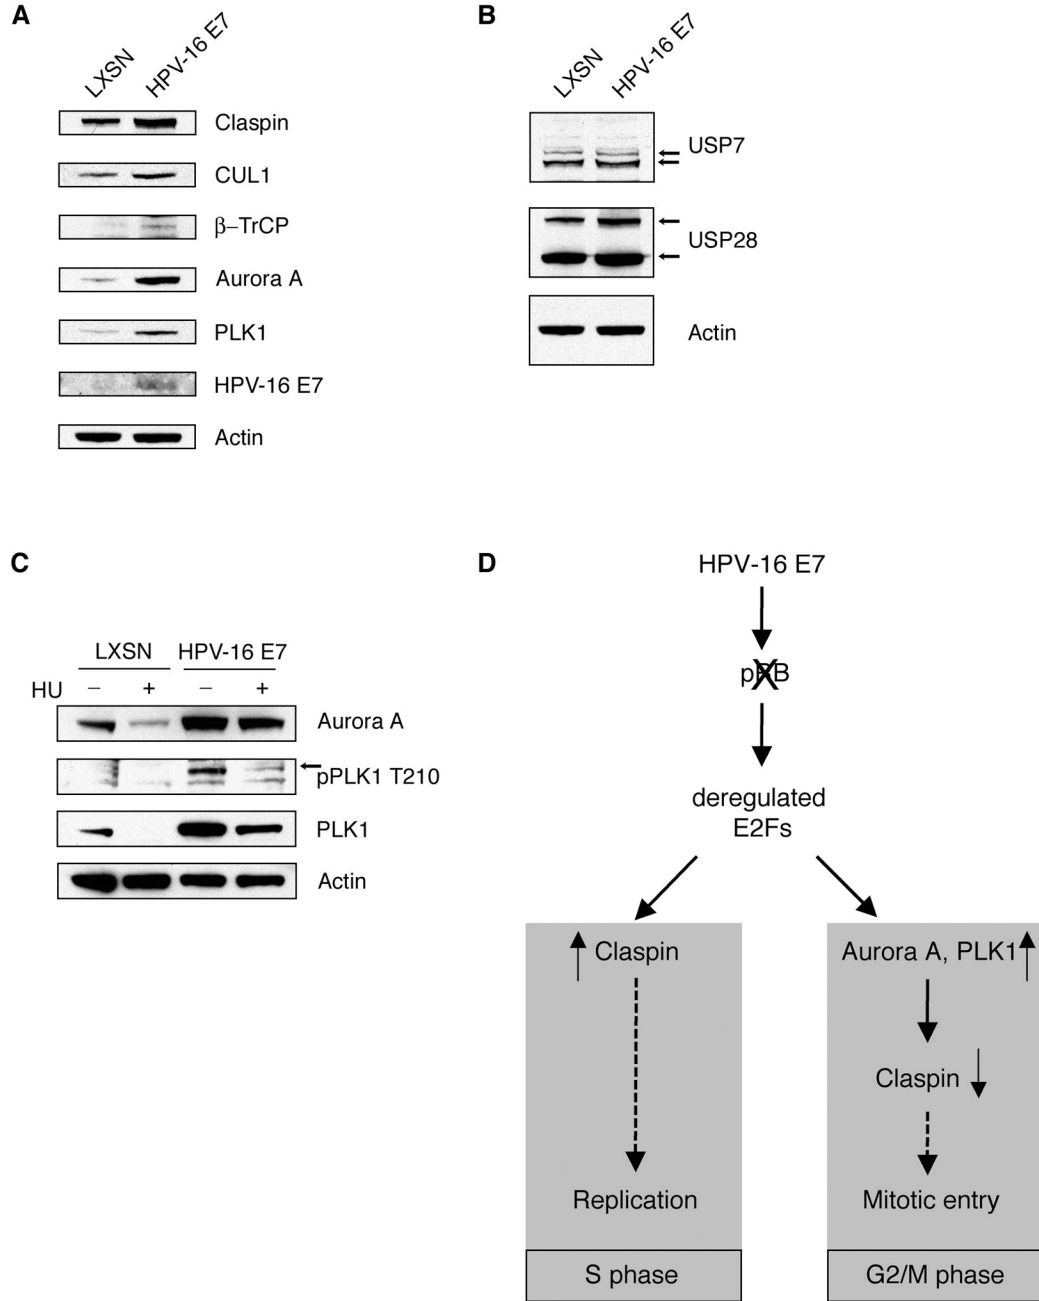 A
LXSN
HPV-16 E7
Claspin
CUL1
β–TrCP
Aurora A
PLK1
HPV-16 E7
Actin
B
LXSN
HPV-16 E7
USP7
USP28
Actin
C
LXSN HPV-16 E7
HU – + – +
Aurora A
pPLK1 T210
PLK1
Actin
D
HPV-16 E7
pRB
deregulated
E2Fs
Claspin
Replication
S phase
Aurora A, PLK1
Claspin
Mitotic entry
G2/M phase